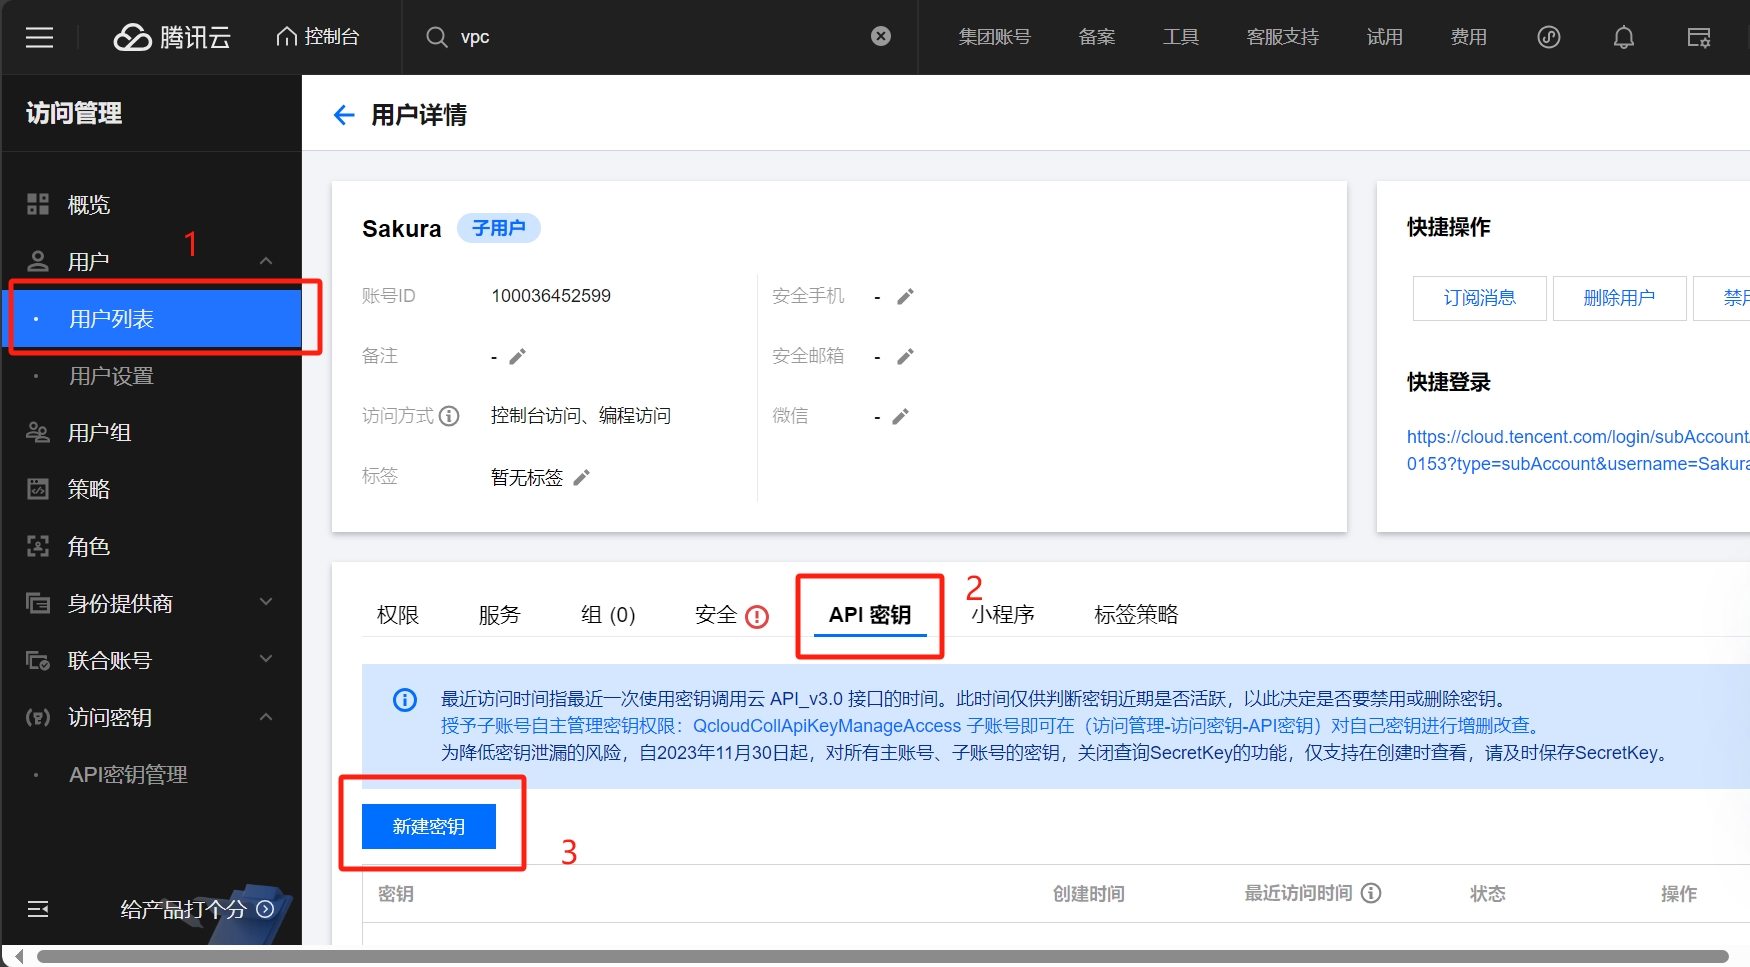 腾讯云
控制台
vpc
集团账号
备案
工具
客服支持
试用
费用
访问管理
概览
用户
1
用户列表
用户设置
用户组
策略
角色
身份提供商
联合账号
访问密钥
API密钥管理
给产品打个分
用户详情
Sakura 子用户
账号ID 100036452599
备注 -
访问方式 控制台访问、编程访问
标签 暂无标签
安全手机 -
安全邮箱 -
微信 -
快捷操作
订阅消息 删除用户 禁用
快捷登录
https://cloud.tencent.com/login/subAccount/
0153?type=subAccount&username=Sakura
权限 服务 组 (0) 安全 API 密钥 小程序 标签策略
2
最近访问时间指最近一次使用密钥调用云 API_v3.0 接口的时间。此时间仅供判断密钥近期是否活跃，以此决定是否要禁用或删除密钥。
授予子账号自主管理密钥权限：QcloudCollApiKeyManageAccess 子账号即可在（访问管理-访问密钥-API密钥）对自己密钥进行增删改查。
为降低密钥泄漏的风险，自2023年11月30日起，对所有主账号、子账号的密钥，关闭查询SecretKey的功能，仅支持在创建时查看，请及时保存SecretKey。
新建密钥
3
密钥 创建时间 最近访问时间 状态 操作